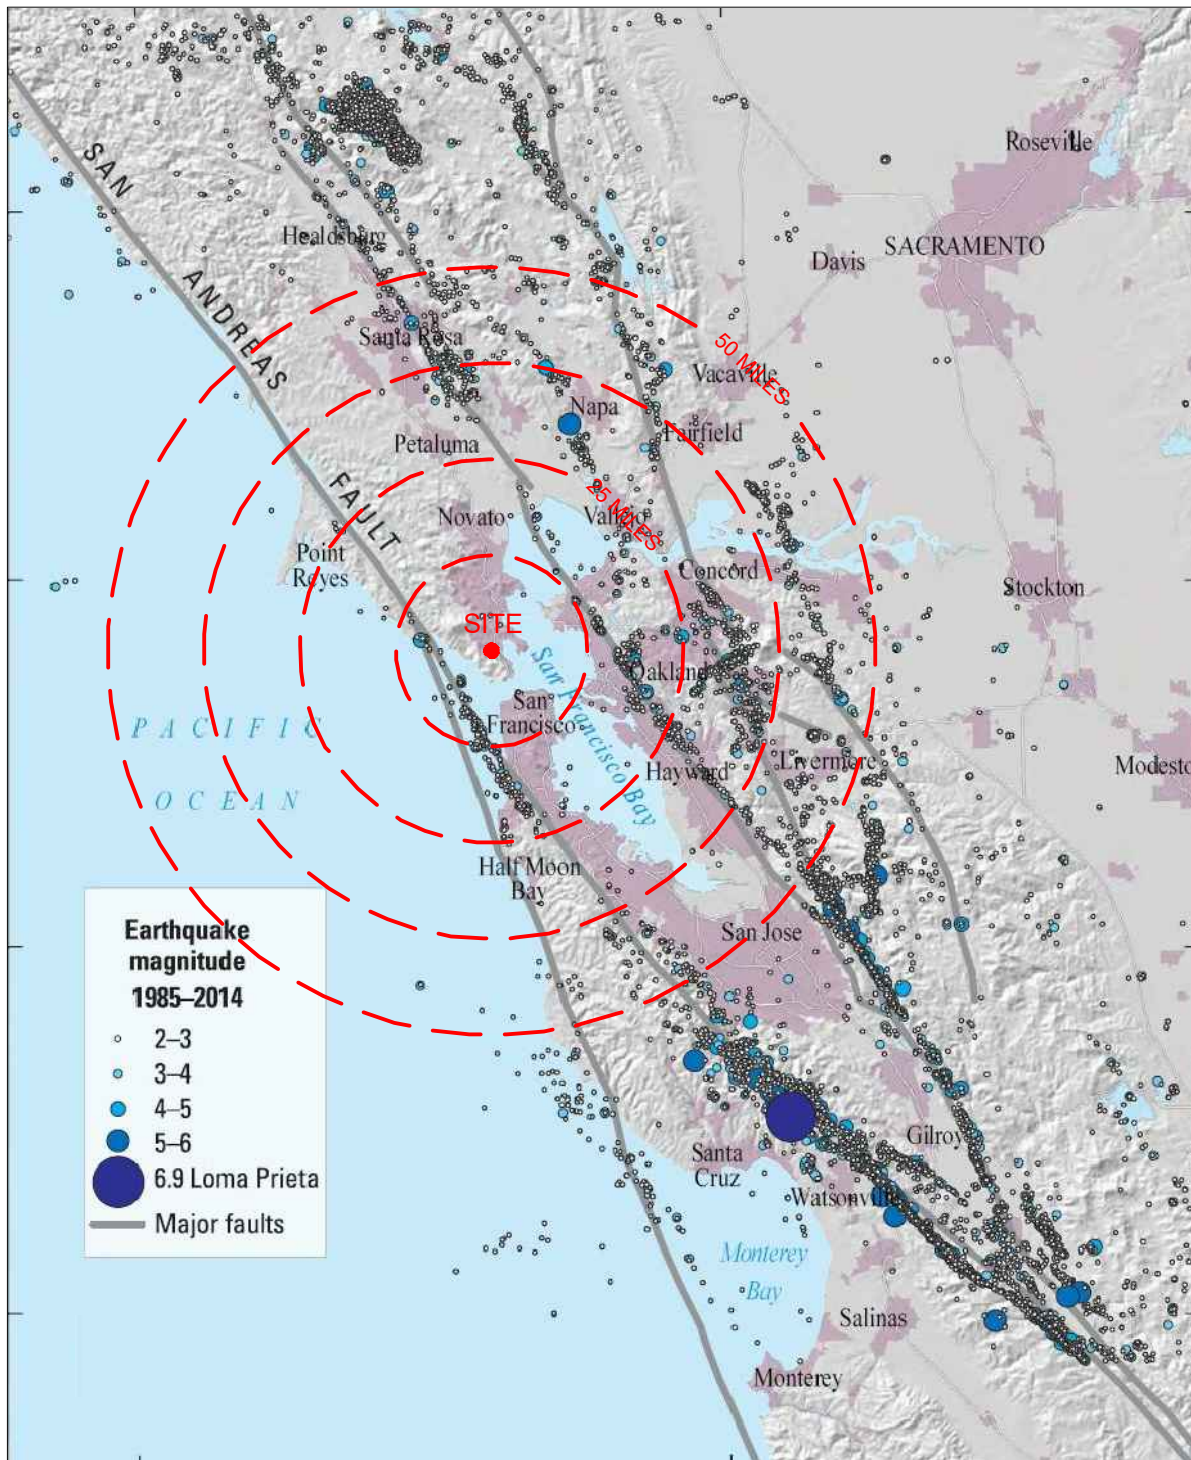 Roseville
SAN
Healdsburg
SACRAMENTO
Davis
ANDREAS
Santa Rosa
50 MILES
Vacaville
Napa
Fairfield
Petaluma
FAULT
25 MILES
Novato
Vallejo
Point
Reyes
Concord
Stockton
SITE
San Francisco Bay
Oakland
San
Francisco
PACIFIC
OCEAN
Hayward
Livermore
Modesto
Half Moon
Bay
San Jose
Earthquake
magnitude
1985–2014
2–3
3–4
4–5
5–6
6.9 Loma Prieta
Major faults
Gilroy
Santa
Cruz
Watsonville
Monterey
Bay
Salinas
Monterey